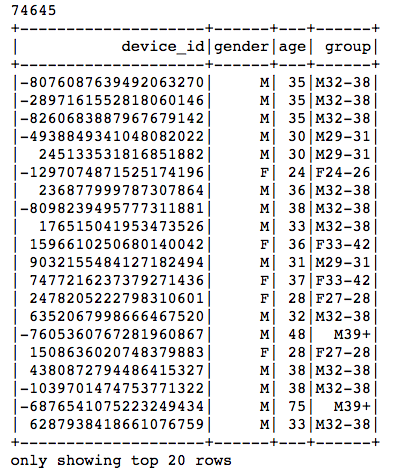 74645
+--------------------+------+---+------+
|           device_id|gender|age| group|
+--------------------+------+---+------+
|-8076087639492063270|     M| 35|M32-38|
|-2897161552818060146|     M| 35|M32-38|
|-8260683887967679142|     M| 35|M32-38|
|-4938849341048082022|     M| 30|M29-31|
|  245133531816851882|     M| 30|M29-31|
|-1297074871525174196|     F| 24|F24-26|
|  236877999787307864|     M| 36|M32-38|
|-8098239495777311881|     M| 38|M32-38|
|  176515041953473526|     M| 33|M32-38|
| 1596610250680140042|     F| 36|F33-42|
| 9032155484127182494|     M| 31|M29-31|
| 7477216237379271436|     F| 37|F33-42|
| 2478205222798310601|     F| 28|F27-28|
| 6352067998666467520|     M| 32|M32-38|
|-7605360767281960867|     M| 48|  M39+|
| 1508636020748379883|     F| 28|F27-28|
| 4380872794486415327|     M| 38|M32-38|
|-1039701474753771322|     M| 38|M32-38|
|-6876541075223249434|     M| 75|  M39+|
| 6287938418661076759|     M| 33|M32-38|
+--------------------+------+---+------+
only showing top 20 rows